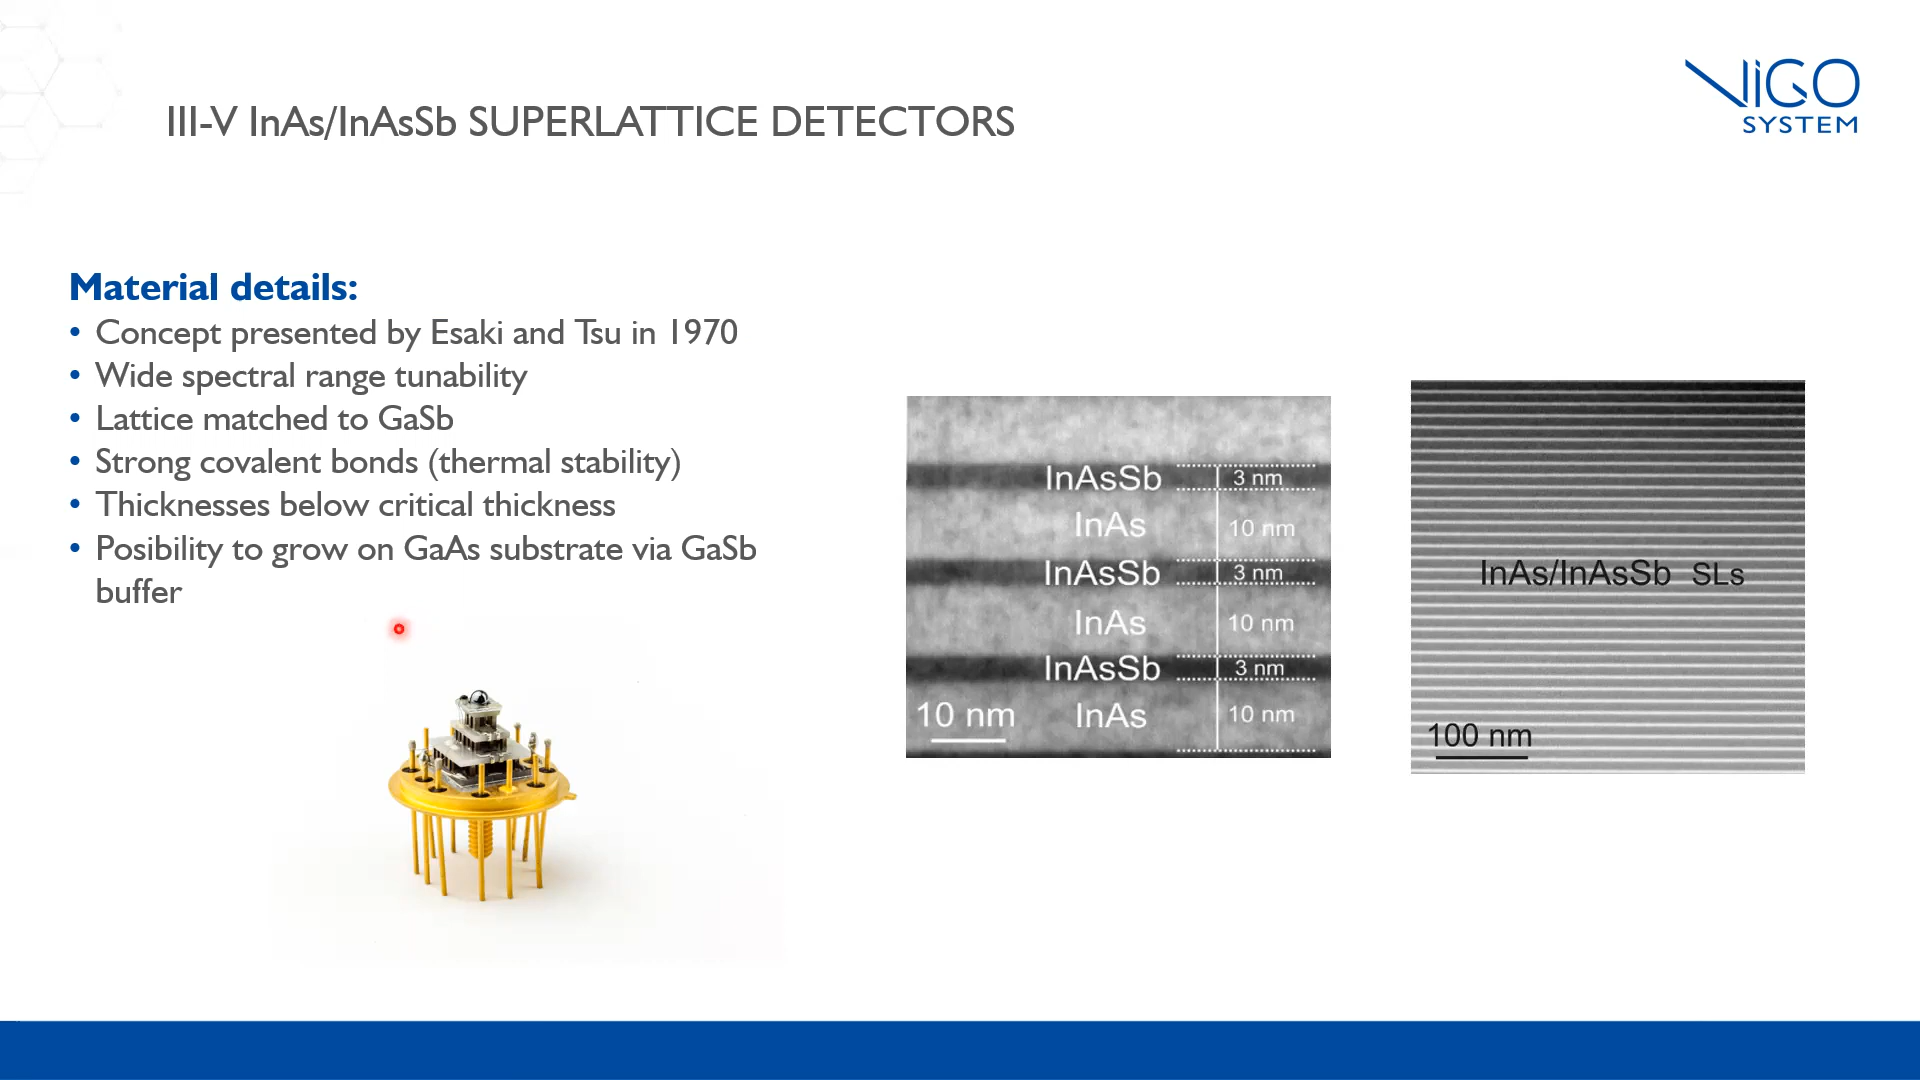 VIGO
SYSTEM
III-V InAs/InAsSb SUPERLATTICE DETECTORS
Material details:
• Concept presented by Esaki and Tsu in 1970
• Wide spectral range tunability
• Lattice matched to GaSb
• Strong covalent bonds (thermal stability)
• Thicknesses below critical thickness
• Posibility to grow on GaAs substrate via GaSb
buffer
InAsSb 3 nm
InAs 10 nm
InAsSb 3 nm
InAs 10 nm
InAsSb 3 nm
10 nm InAs 10 nm
InAs/InAsSb SLs
100 nm